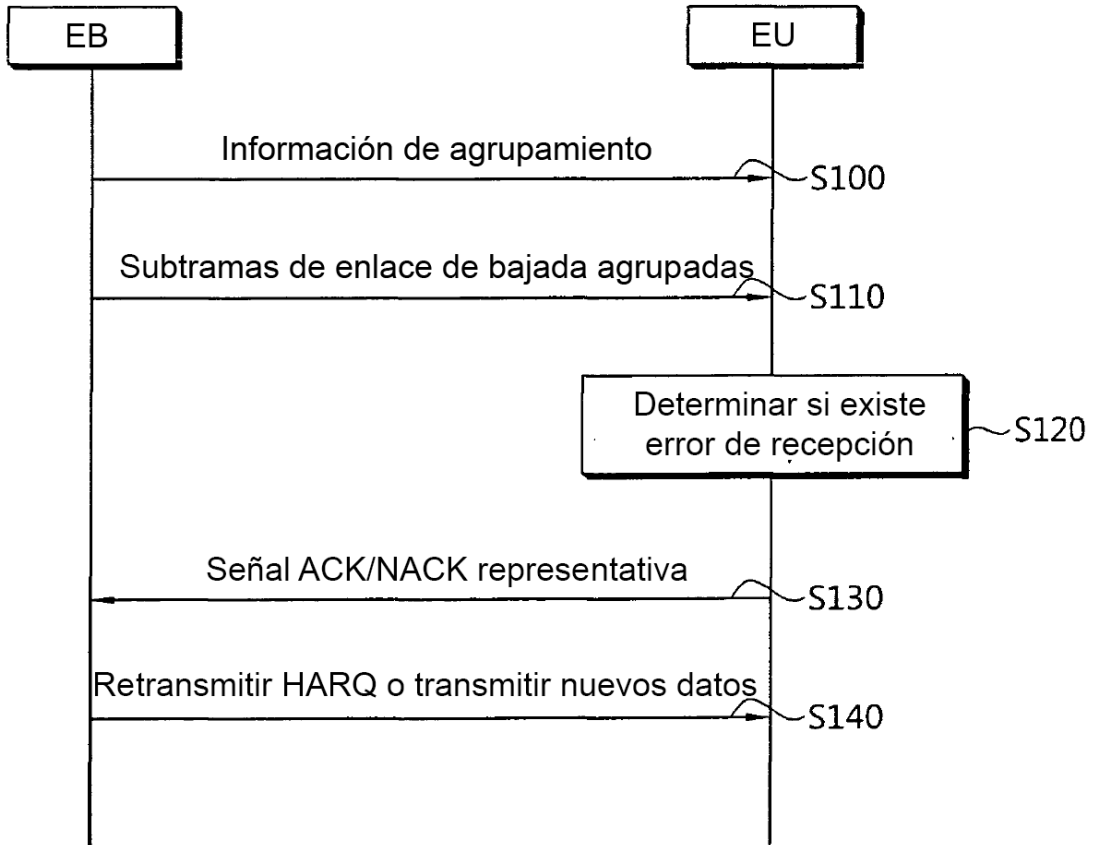 EB
EU
Información de agrupamiento
S100
Subtramas de enlace de bajada agrupadas
S110
Determinar si existe
error de recepción
S120
Señal ACK/NACK representativa
S130
Retransmitir HARQ o transmitir nuevos datos
S140